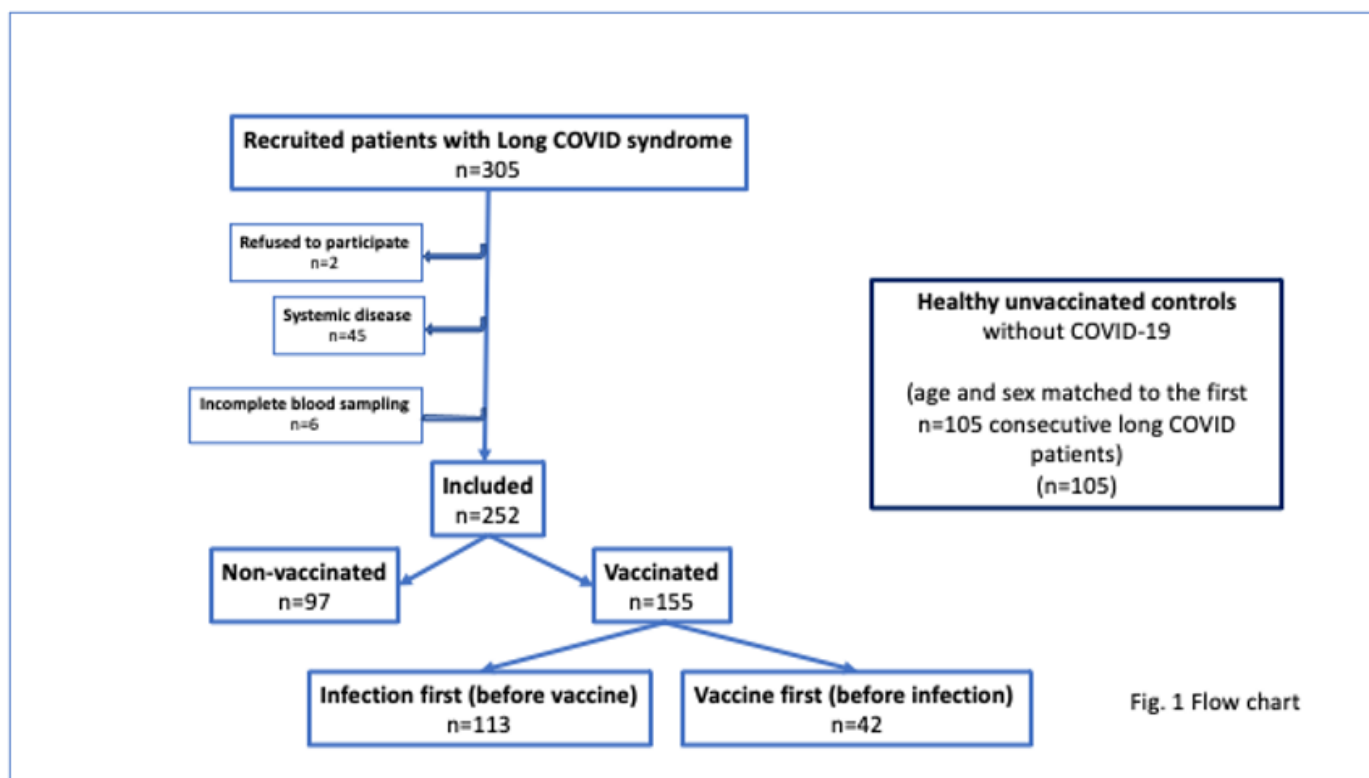 Recruited patients with Long COVID syndrome
n=305
Refused to participate
n=2
Systemic disease
n=45
Incomplete blood sampling
n=6
Included
n=252
Non-vaccinated
n=97
Vaccinated
n=155
Infection first (before vaccine)
n=113
Vaccine first (before infection)
n=42
Healthy unvaccinated controls
without COVID-19
(age and sex matched to the first
n=105 consecutive long COVID
patients)
(n=105)
Fig. 1 Flow chart